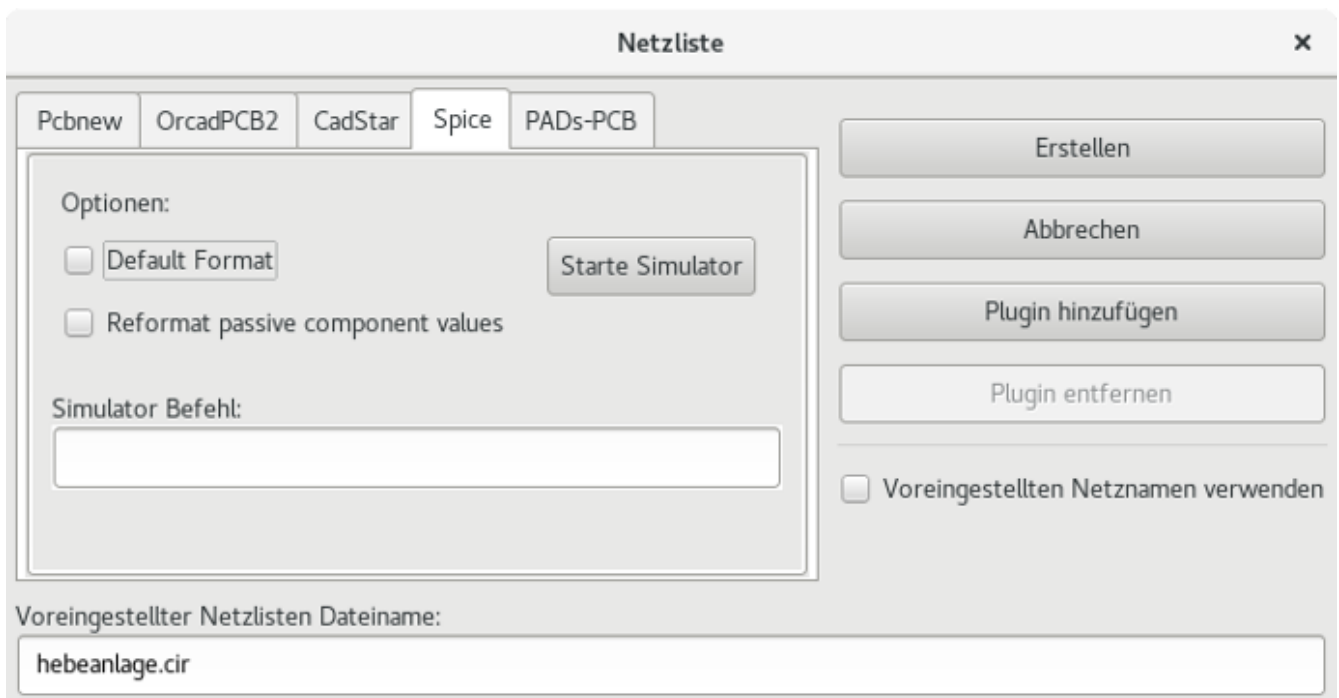 Netzliste ×
Pcbnew OrcadPCB2 CadStar Spice PADs-PCB
Optionen:
Default Format
Starte Simulator
Reformat passive component values
Simulator Befehl:
Erstellen
Abbrechen
Plugin hinzufügen
Plugin entfernen
Voreingestellten Netznamen verwenden
Voreingestellter Netzlisten Dateiname:
hebeanlage.cir